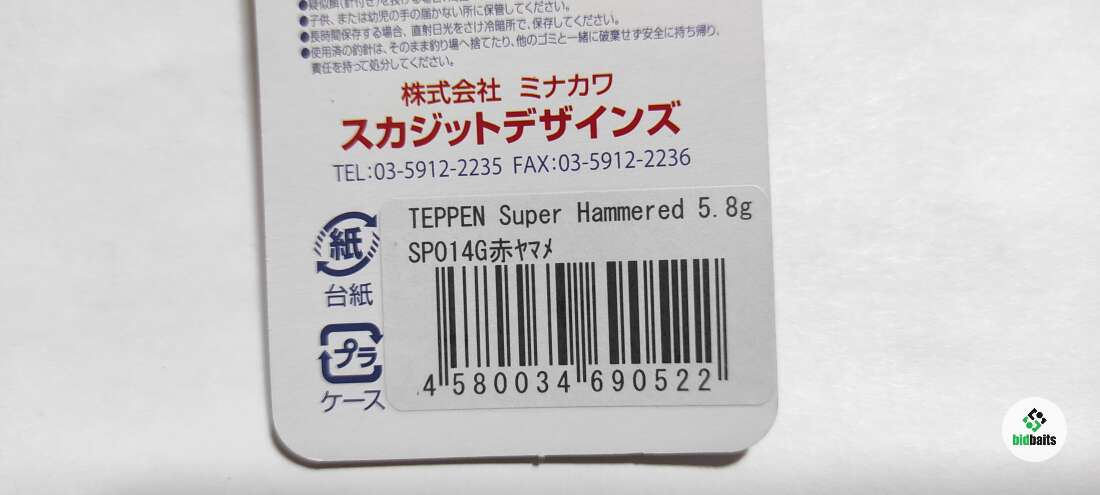 ●子供、または幼児の手の届かない所に保管してください。
●長時間保存する場合、直射日光をさけ冷暗所で、保存してください。
●使用済の釣針は、そのまま釣り場へ捨てたり、他のゴミと一緒に破棄せず安全に持ち帰り、
責任を持って処分してください。
株式会社 ミナカワ
スカジットデザインズ
TEL:03-5912-2235 FAX:03-5912-2236
紙
台紙
プラ
ケース
TEPPEN Super Hammered 5.8g
SP014G赤ﾔﾏﾒ
4 580034 690522
bidbaits